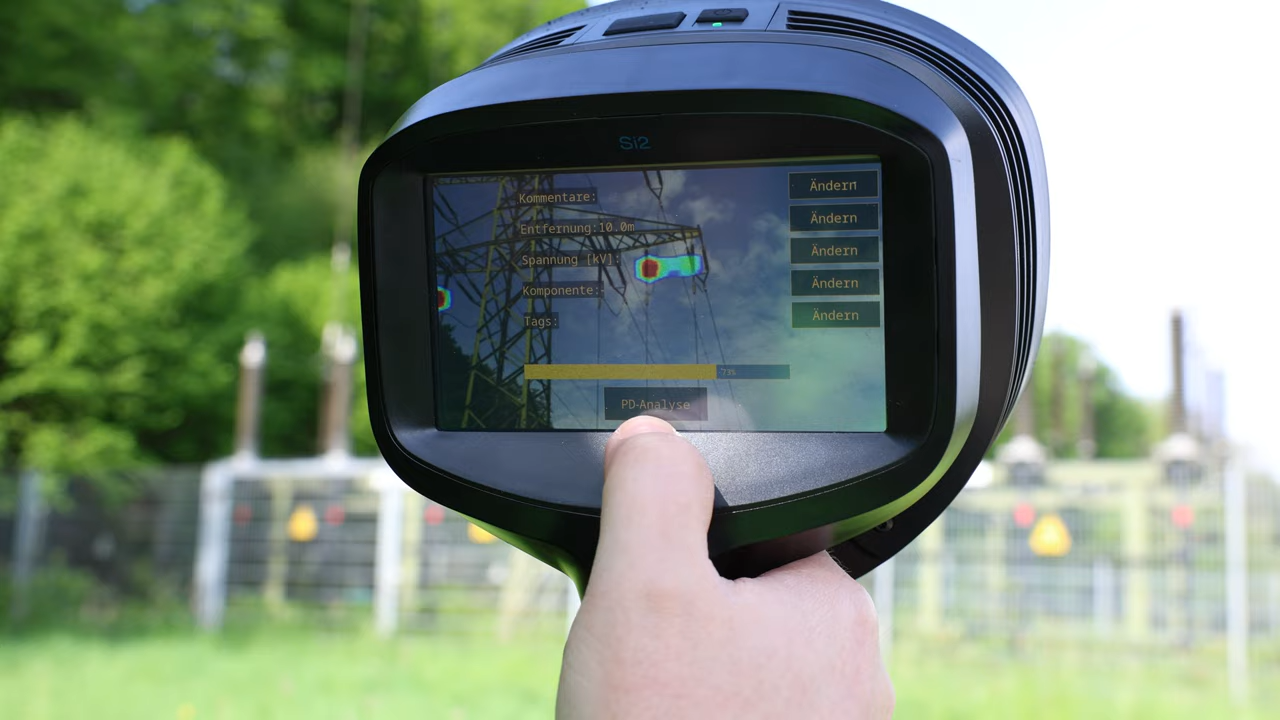 Si2
Kommentare:
Ändern
Entfernung:10.0m
Ändern
Spannung [kV]:
Ändern
Komponente:
Ändern
Tags:
Ändern
PD-Analyse